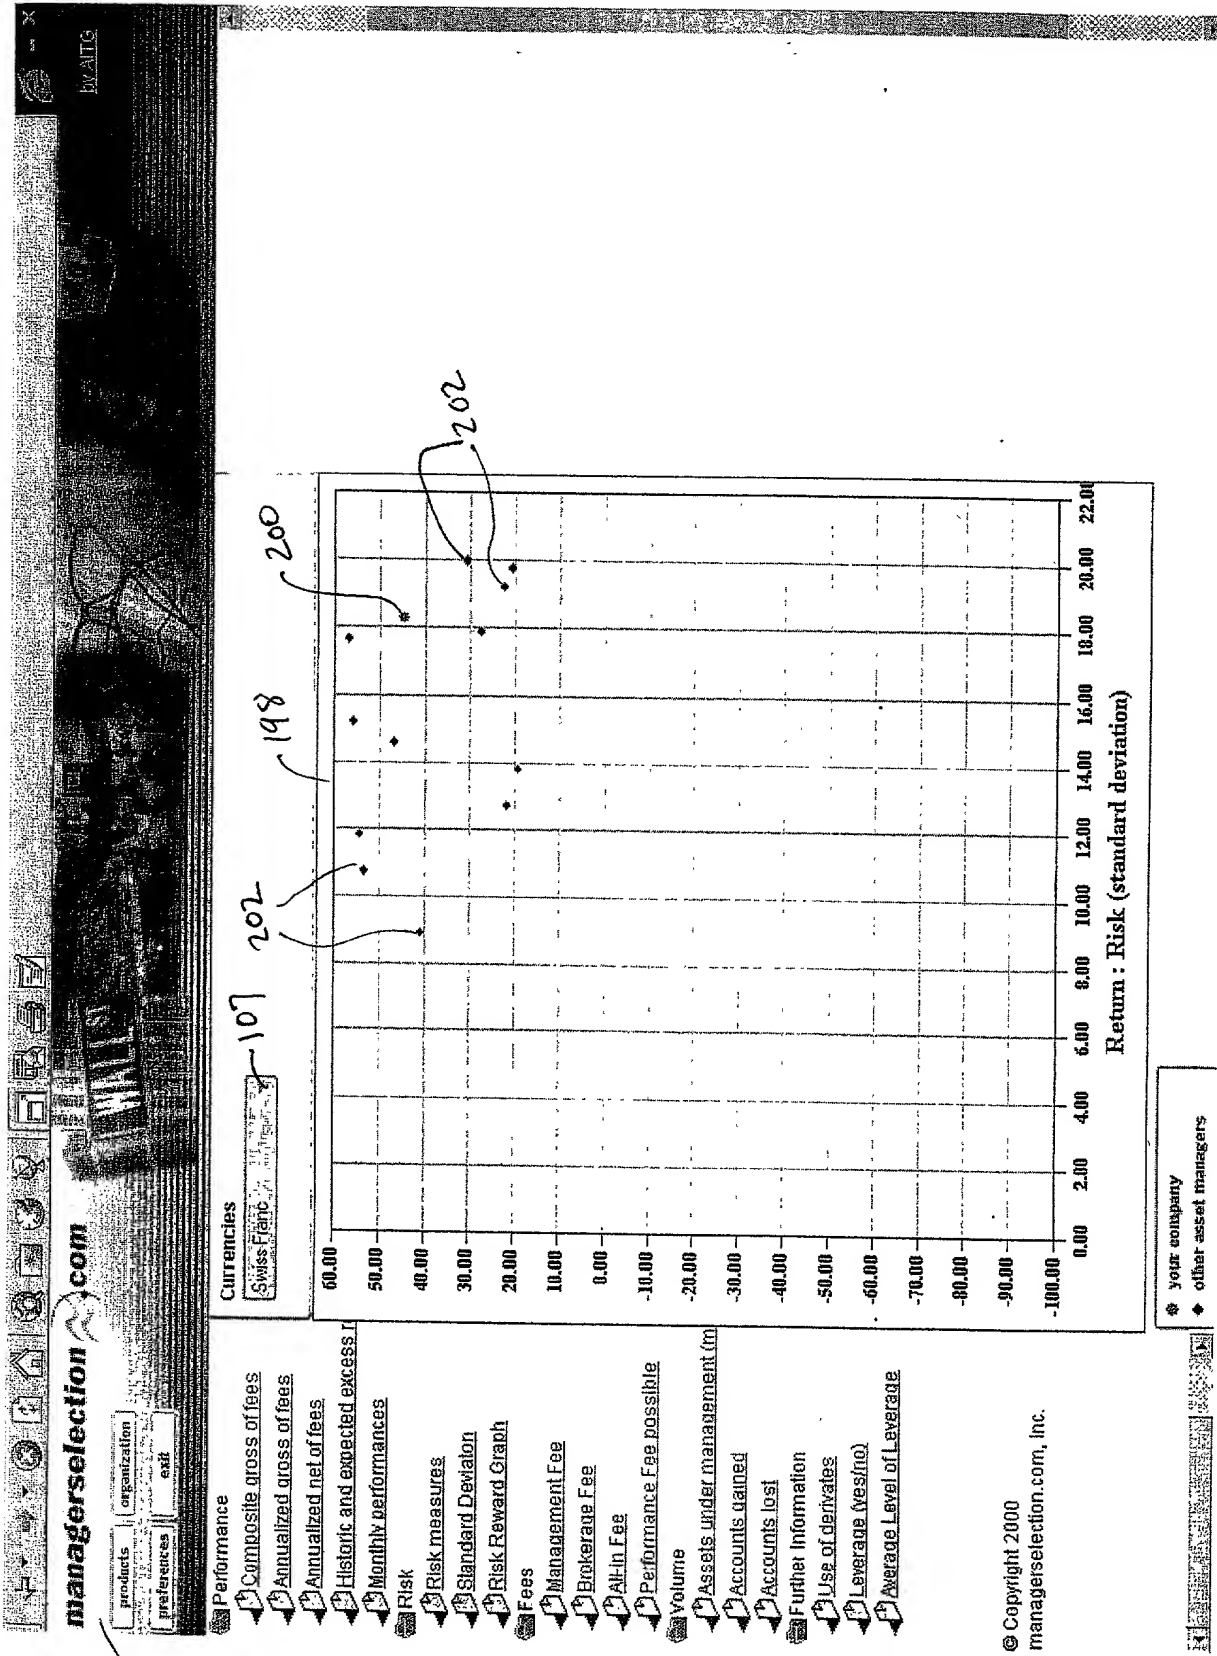 by AITG
managerselection com
products
organization
preferences
exit
Performance
Composite gross of fees
Annualized gross of fees
Annualized net of fees
Historic and expected excess r
Monthly performances
Risk
Risk measures
Standard Deviaton
Risk Reward Graph
Fees
Management Fee
Brokerage Fee
All-In Fee
Performance Fee possible
Volume
Assets under management (m
Accounts gained
Accounts lost
Further Information
Use of derivates
Leverage (yes/no)
Average Level of Leverage
© Copyright 2000
managerselection.com, Inc.
Currencies
Swiss Franc
107
198
200
202
202
60.00
50.00
40.00
30.00
20.00
10.00
0.00
-10.00
-20.00
-30.00
-40.00
-50.00
-60.00
-70.00
-80.00
-90.00
-100.00
0.00 2.00 4.00 6.00 8.00 10.00 12.00 14.00 16.00 18.00 20.00 22.00
Return : Risk (standard deviation)
your company
other asset managers